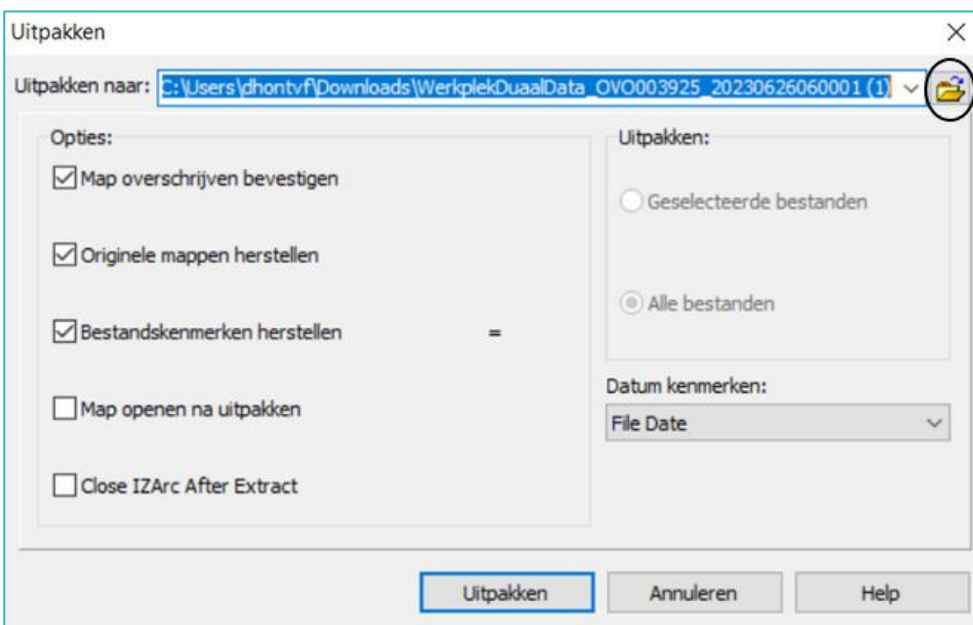 Uitpakken
Uitpakken naar: C:\Users\dhontvf\Downloads\WerkplekDuaalData_OVO003925_20230626060001 (1)
Opties:
Map overschrijven bevestigen
Originele mappen herstellen
Bestandskenmerken herstellen =
Map openen na uitpakken
Close IZArc After Extract
Uitpakken:
Geselecteerde bestanden
Alle bestanden
Datum kenmerken:
File Date
Uitpakken Annuleren Help